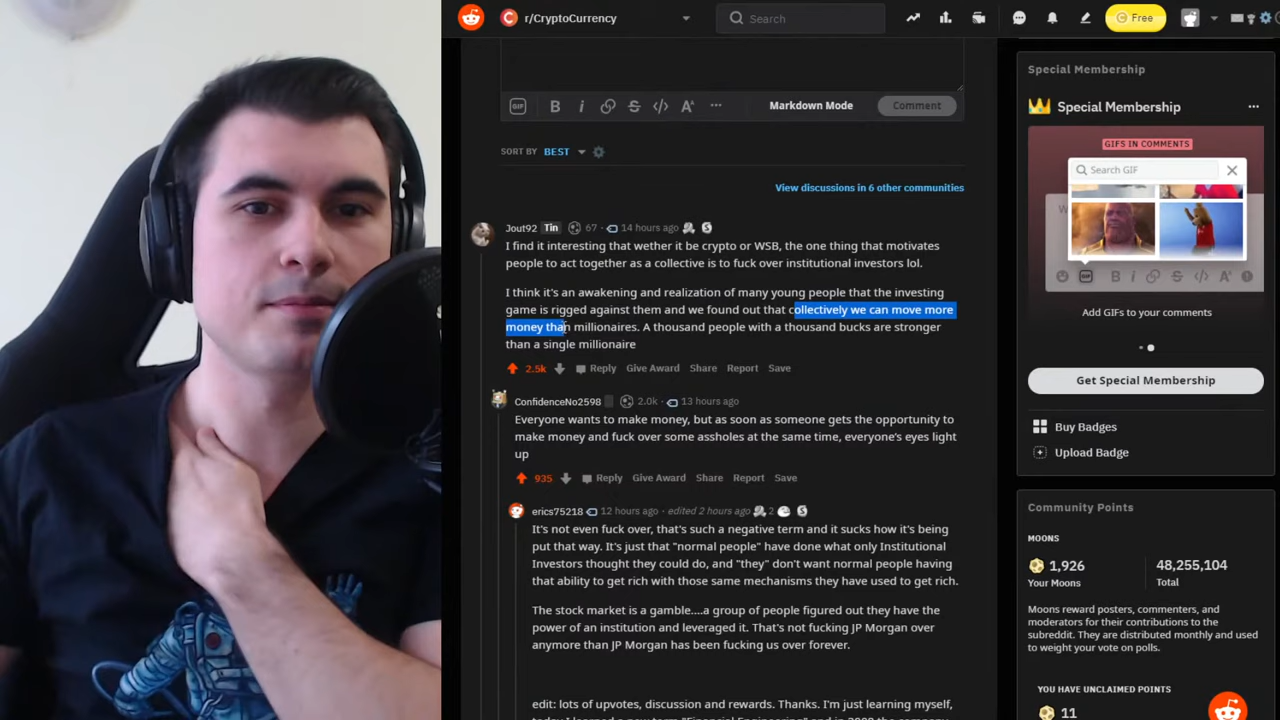 r/CryptoCurrency
Search
Free
Markdown Mode
Comment
SORT BY BEST
View discussions in 6 other communities
Jout92 Tin 67 · 14 hours ago
I find it interesting that wether it be crypto or WSB, the one thing that motivates
people to act together as a collective is to fuck over institutional investors lol.
I think it's an awakening and realization of many young people that the investing
game is rigged against them and we found out that collectively we can move more
money than millionaires. A thousand people with a thousand bucks are stronger
than a single millionaire
2.5k Reply Give Award Share Report Save
ConfidenceNo2598 2.0k · 13 hours ago
Everyone wants to make money, but as soon as someone gets the opportunity to
make money and fuck over some assholes at the same time, everyone's eyes light
up
935 Reply Give Award Share Report Save
erics75218 12 hours ago · edited 2 hours ago 2
It's not even fuck over, that's such a negative term and it sucks how it's being
put that way. It's just that "normal people" have done what only Institutional
Investors thought they could do, and "they" don't want normal people having
that ability to get rich with those same mechanisms they have used to get rich.
The stock market is a gamble....a group of people figured out they have the
power of an institution and leveraged it. That's not fucking JP Morgan over
anymore than JP Morgan has been fucking us over forever.
edit: lots of upvotes, discussion and rewards. Thanks. I'm just learning myself,
Special Membership
Special Membership
GIFS IN COMMENTS
Search GIF
Add GIFs to your comments
Get Special Membership
Buy Badges
Upload Badge
Community Points
MOONS
1,926
Your Moons
48,255,104
Total
Moons reward posters, commenters, and
moderators for their contributions to the
subreddit. They are distributed monthly and used
to weight your vote on polls.
YOU HAVE UNCLAIMED POINTS
11